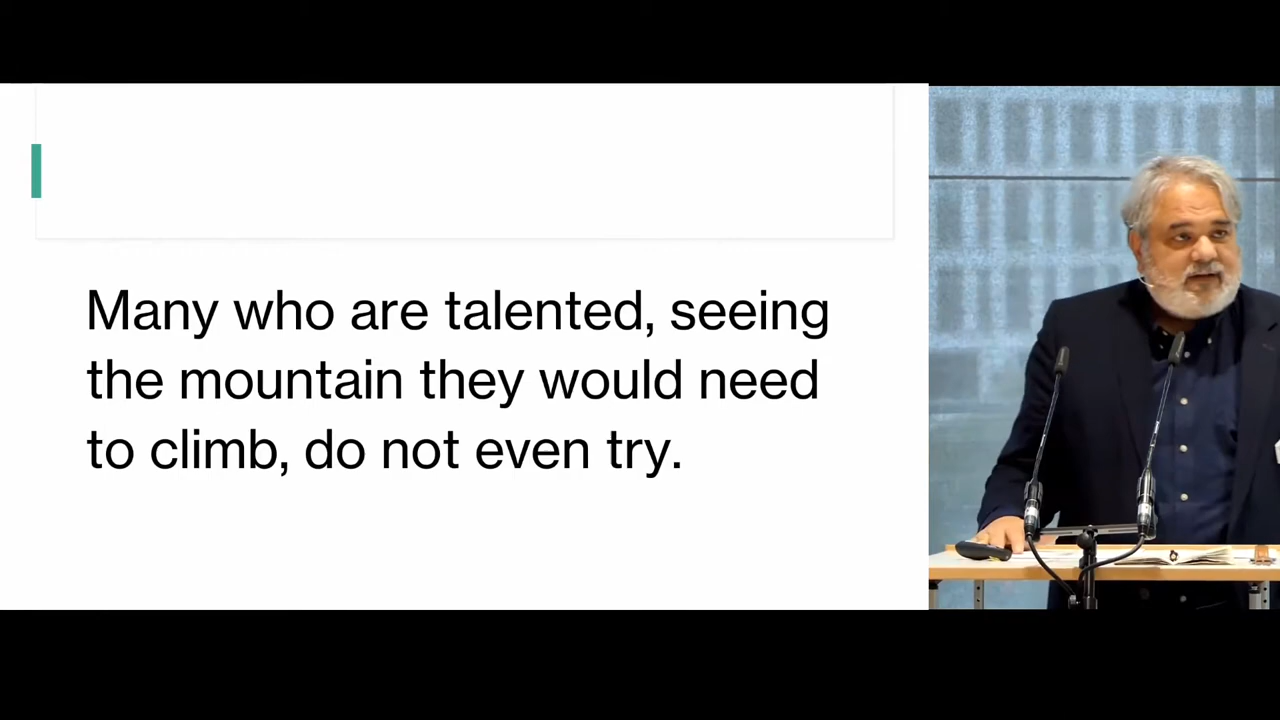 Many who are talented, seeing
the mountain they would need
to climb, do not even try.